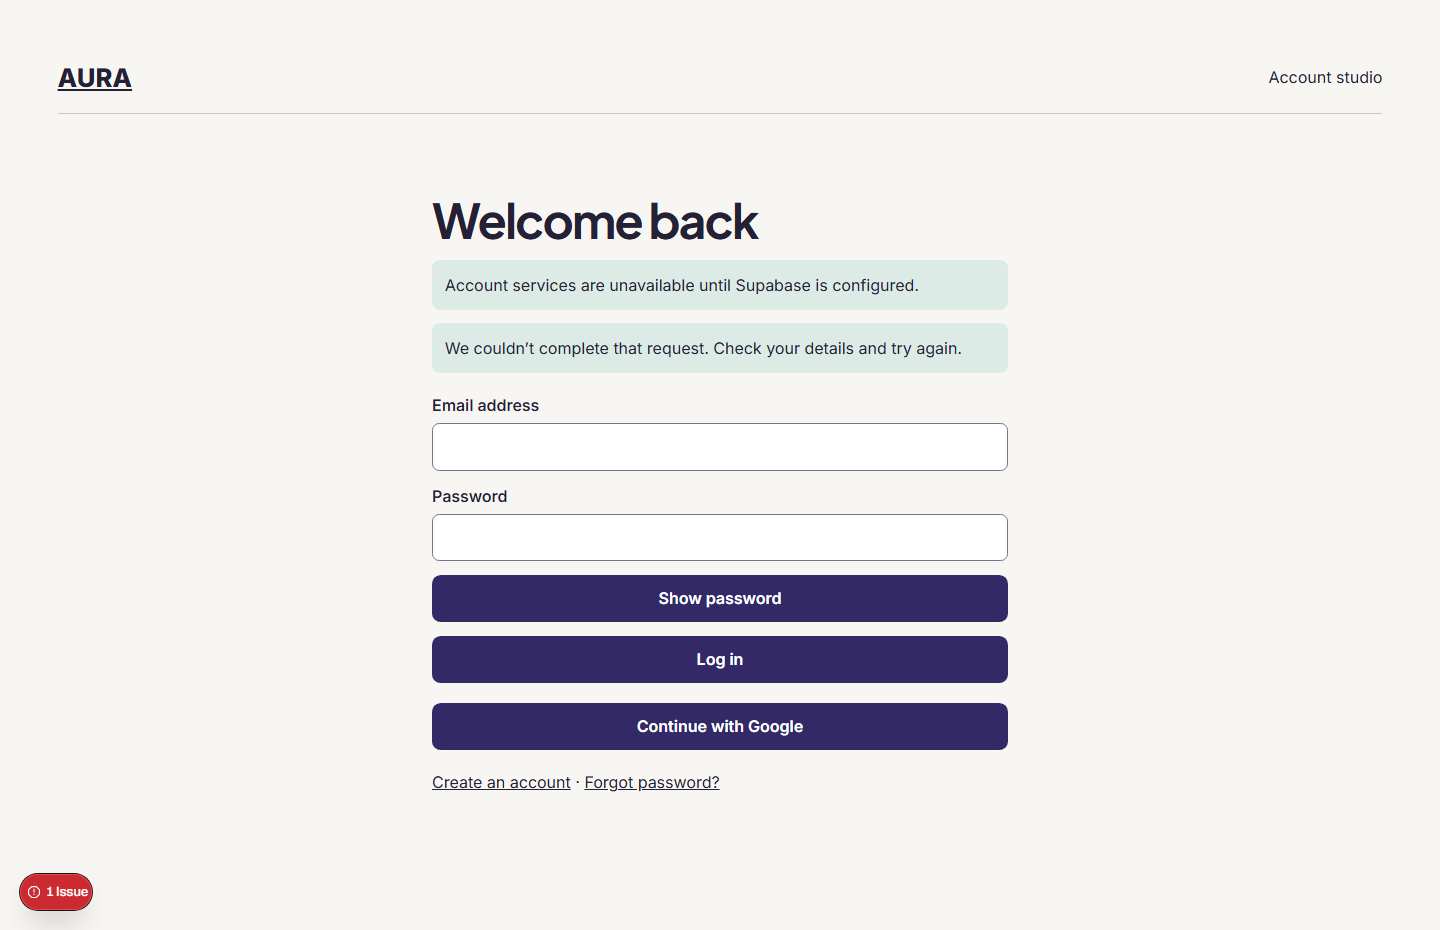 AURA
Account studio
Welcome back
Account services are unavailable until Supabase is configured.
We couldn’t complete that request. Check your details and try again.
Email address
Password
Show password
Log in
Continue with Google
Create an account · Forgot password?
1 Issue